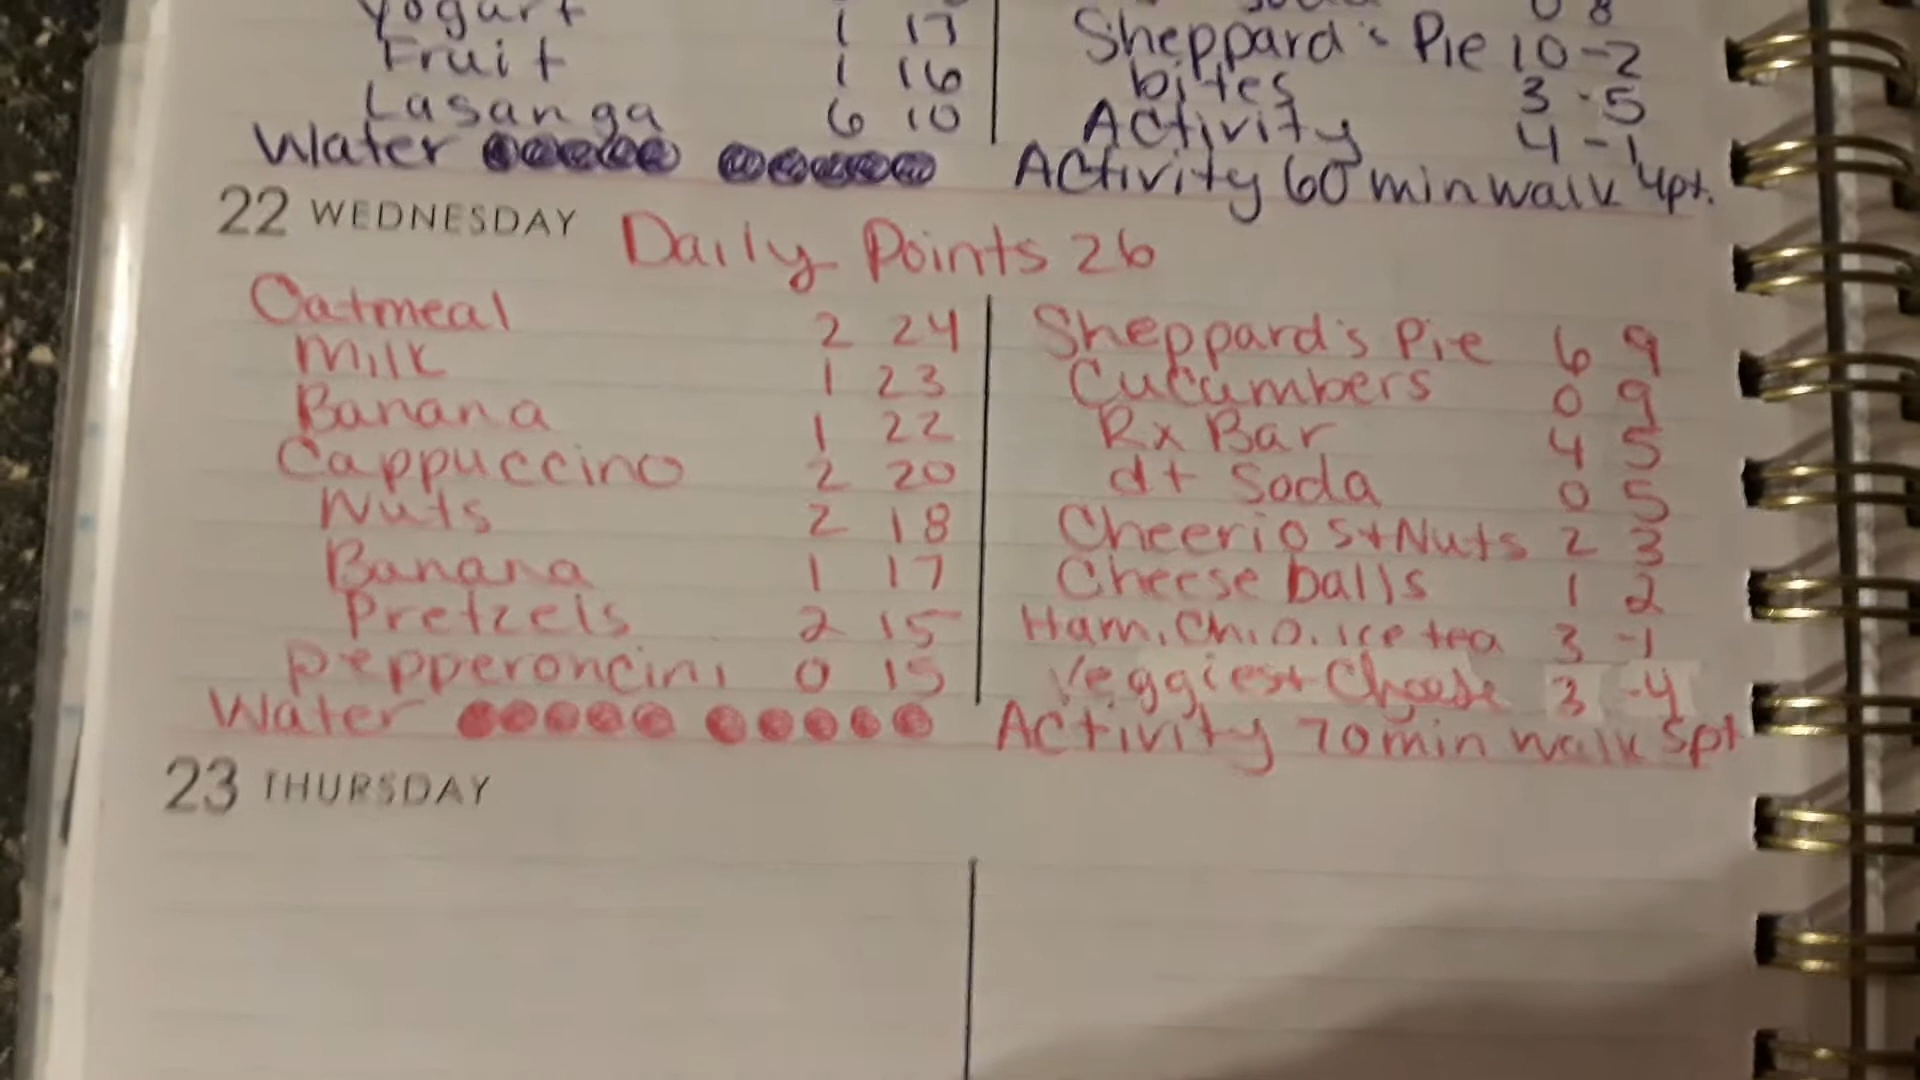 Yogurt 1 17
Fruit 1 16
Lasanga 6 10
Water
0 8
Sheppard's Pie 10 -2
bites 3 -5
Activity 4 -1
Activity 60 min walk 4pt.
22 WEDNESDAY Daily Points 26
Oatmeal 2 24
Milk 1 23
Banana 1 22
Cappuccino 2 20
Nuts 2 18
Banana 1 17
Pretzels 2 15
Pepperoncini 0 15
Water
Sheppard's Pie 6 9
Cucumbers 0 9
Rx Bar 4 5
dt Soda 0 5
Cheerios + Nuts 2 3
Cheese balls 1 2
Ham, Ch. O. ice tea 3 -1
Veggies + Cheese 3 -4
Activity 70 min walk 5pt
23 THURSDAY